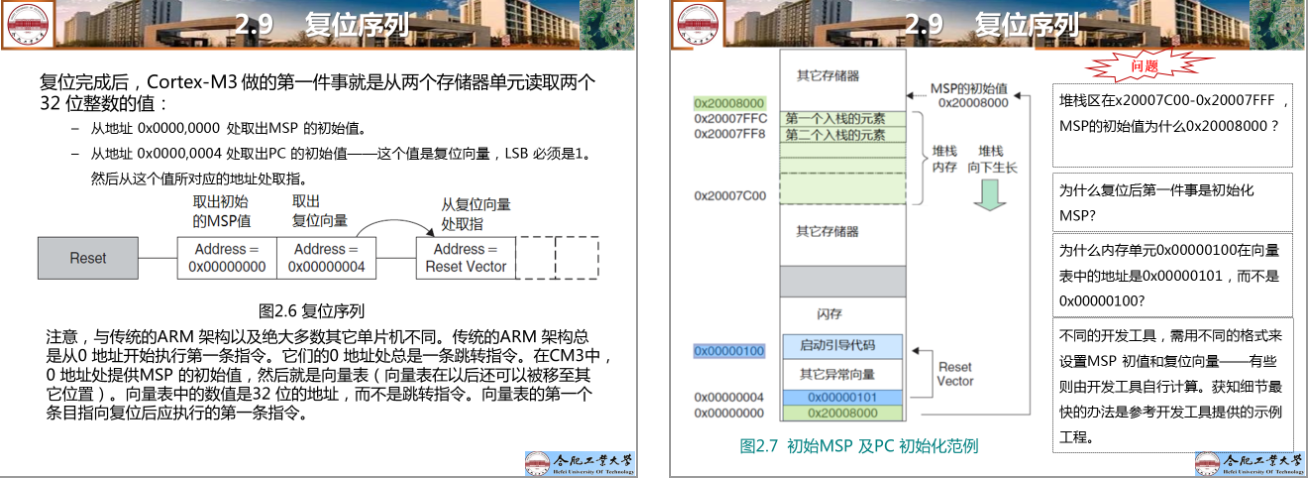 2.9 复位序列
复位完成后，Cortex-M3 做的第一件事就是从两个存储器单元读取两个
32 位整数的值：
– 从地址 0x0000,0000 处取出MSP 的初始值。
– 从地址 0x0000,0004 处取出PC 的初始值——这个值是复位向量，LSB 必须是1。
然后从这个值所对应的地址处取指。
取出初始
的MSP值
取出
复位向量
从复位向量
处取指
Reset
Address =
0x00000000
Address =
0x00000004
Address =
Reset Vector
图2.6 复位序列
注意，与传统的ARM 架构以及绝大多数其它单片机不同。传统的ARM 架构总
是从0 地址开始执行第一条指令。它们的0 地址处总是一条跳转指令。在CM3中，
0 地址处提供MSP 的初始值，然后就是向量表（向量表在以后还可以被移至其
它位置）。向量表中的数值是32 位的地址，而不是跳转指令。向量表的第一个
条目指向复位后应执行的第一条指令。
合肥工业大学
Hefei University Of Technology
2.9 复位序列
其它存储器
0x20008000
0x20007FFC
第一个入栈的元素
0x20007FF8
第二个入栈的元素
0x20007C00
MSP的初始值
0x20008000
堆栈
内存
堆栈
向下生长
其它存储器
闪存
0x00000100
启动引导代码
其它异常向量
Reset
Vector
0x00000004
0x00000101
0x00000000
0x20008000
图2.7 初始MSP 及PC 初始化范例
问题
堆栈区在x20007C00-0x20007FFF ，
MSP的初始值为什么0x20008000？
为什么复位后第一件事是初始化
MSP?
为什么内存单元0x00000100在向量
表中的地址是0x00000101，而不是
0x00000100?
不同的开发工具，需用不同的格式来
设置MSP 初值和复位向量——有些
则由开发工具自行计算。获知细节最
快的办法是参考开发工具提供的示例
工程。
合肥工业大学
Hefei University Of Technology